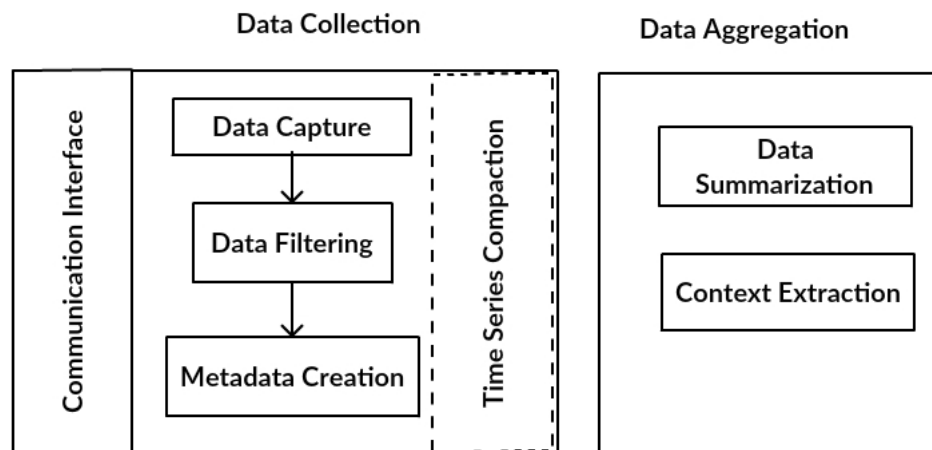 Data Collection
Data Aggregation
Communication Interface
Data Capture
Data Filtering
Metadata Creation
Time Series Compaction
Data
Summarization
Context Extraction